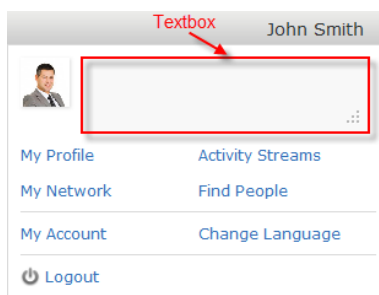 Textbox
John Smith
My Profile
Activity Streams
My Network
Find People
My Account
Change Language
Logout